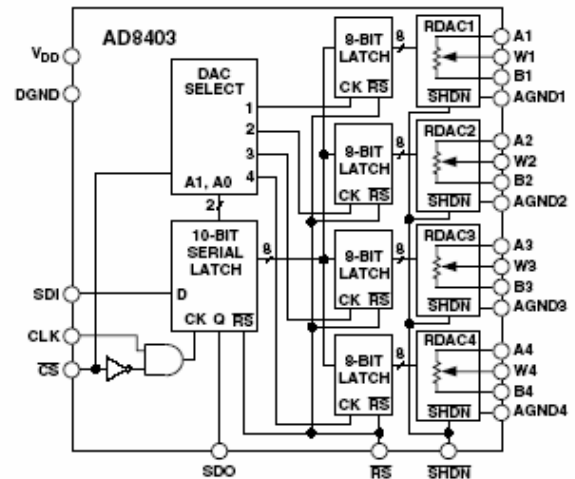 AD8403
VDD
DGND
DAC
SELECT
1
2
3
4
A1, A0
2
10-BIT
SERIAL
LATCH
8
D
CK Q RS
SDI
CLK
CS
SDO
RS
SHDN
8-BIT
LATCH
CK RS
8
RDAC1
SHDN
A1
W1
B1
AGND1
8-BIT
LATCH
CK RS
8
RDAC2
SHDN
A2
W2
B2
AGND2
8-BIT
LATCH
CK RS
8
RDAC3
SHDN
A3
W3
B3
AGND3
8-BIT
LATCH
CK RS
8
RDAC4
SHDN
A4
W4
B4
AGND4